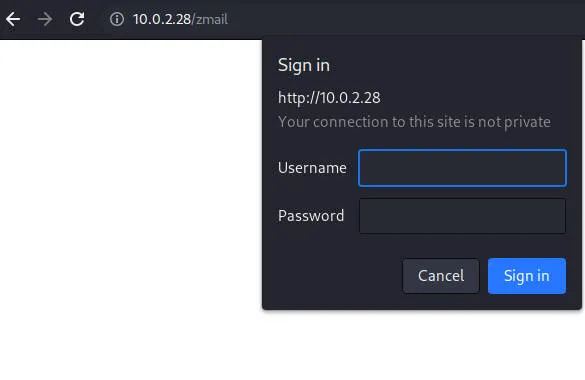 10.0.2.28/zmail
Sign in
http://10.0.2.28
Your connection to this site is not private
Username
Password
Cancel Sign in